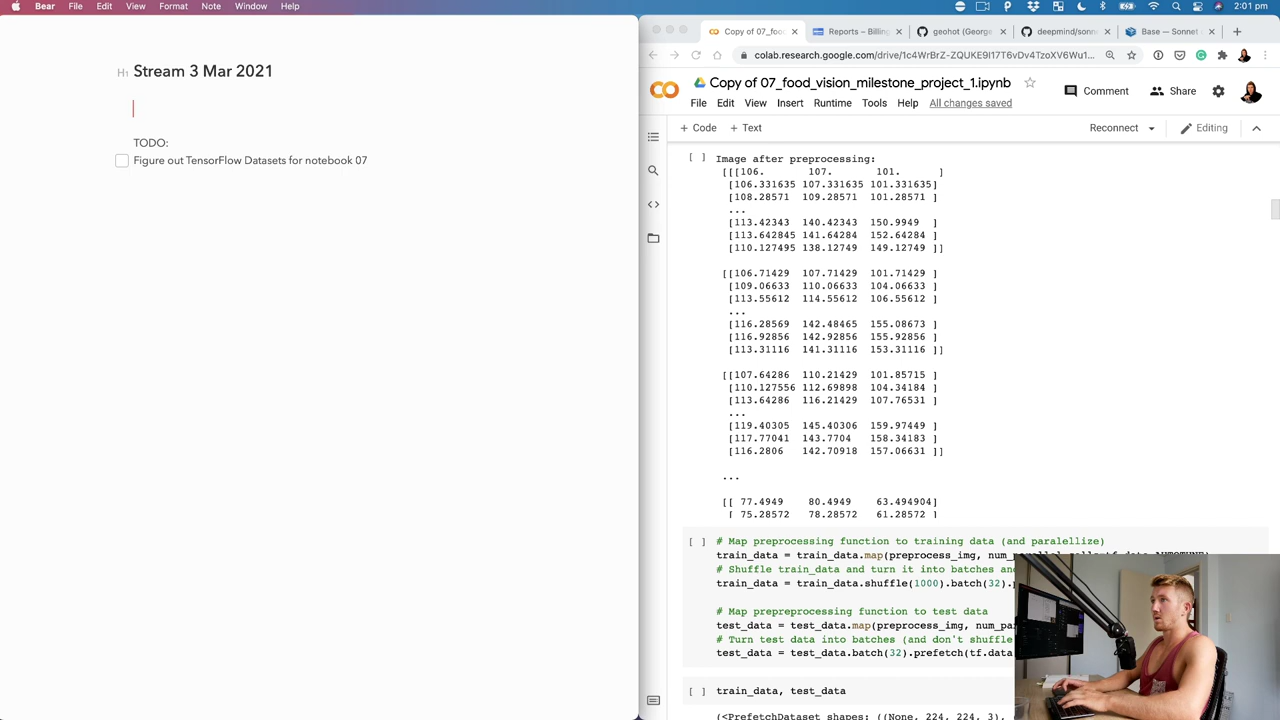 Bear File Edit View Format Note Window Help
2:01 pm
H1 Stream 3 Mar 2021
TODO:
Figure out TensorFlow Datasets for notebook 07
Copy of 07_food_vis
Reports – Billing
geohot (George
deepmind/sonn
Base — Sonnet
colab.research.google.com/drive/1c4WrBrZ-ZQUKE9I17T6vDv4TzoXV6Wu1...
Copy of 07_food_vision_milestone_project_1.ipynb
Comment Share
File Edit View Insert Runtime Tools Help All changes saved
+ Code + Text Reconnect Editing
[ ] Image after preprocessing:
[[[106. 107. 101. ]
[106.331635 107.331635 101.331635]
[108.28571 109.28571 101.28571 ]
...
[113.42343 140.42343 150.9949 ]
[113.642845 141.64284 152.64284 ]
[110.127495 138.12749 149.12749 ]]
[[106.71429 107.71429 101.71429 ]
[109.06633 110.06633 104.06633 ]
[113.55612 114.55612 106.55612 ]
...
[116.28569 142.48465 155.08673 ]
[116.92856 142.92856 155.92856 ]
[113.31116 141.31116 153.31116 ]]
[[107.64286 110.21429 101.85715 ]
[110.127556 112.69898 104.34184 ]
[113.64286 116.21429 107.76531 ]
...
[119.40305 145.40306 159.97449 ]
[117.77041 143.7704 158.34183 ]
[116.2806 142.70918 157.06631 ]]
...
[[ 77.4949 80.4949 63.494904]
[ 75.28572 78.28572 61.28572 ]
[ ] # Map preprocessing function to training data (and paralellize)
train_data = train_data.map(preprocess_img, num_parallel_calls=tf.data.AUTOTUNE)
# Shuffle train_data and turn it into batches and
train_data = train_data.shuffle(1000).batch(32).
# Map prepreprocessing function to test data
test_data = test_data.map(preprocess_img, num_pa
# Turn test data into batches (and don't shuffle
test_data = test_data.batch(32).prefetch(tf.data
[ ] train_data, test_data
(<PrefetchDataset shapes: ((None, 224, 224, 3),